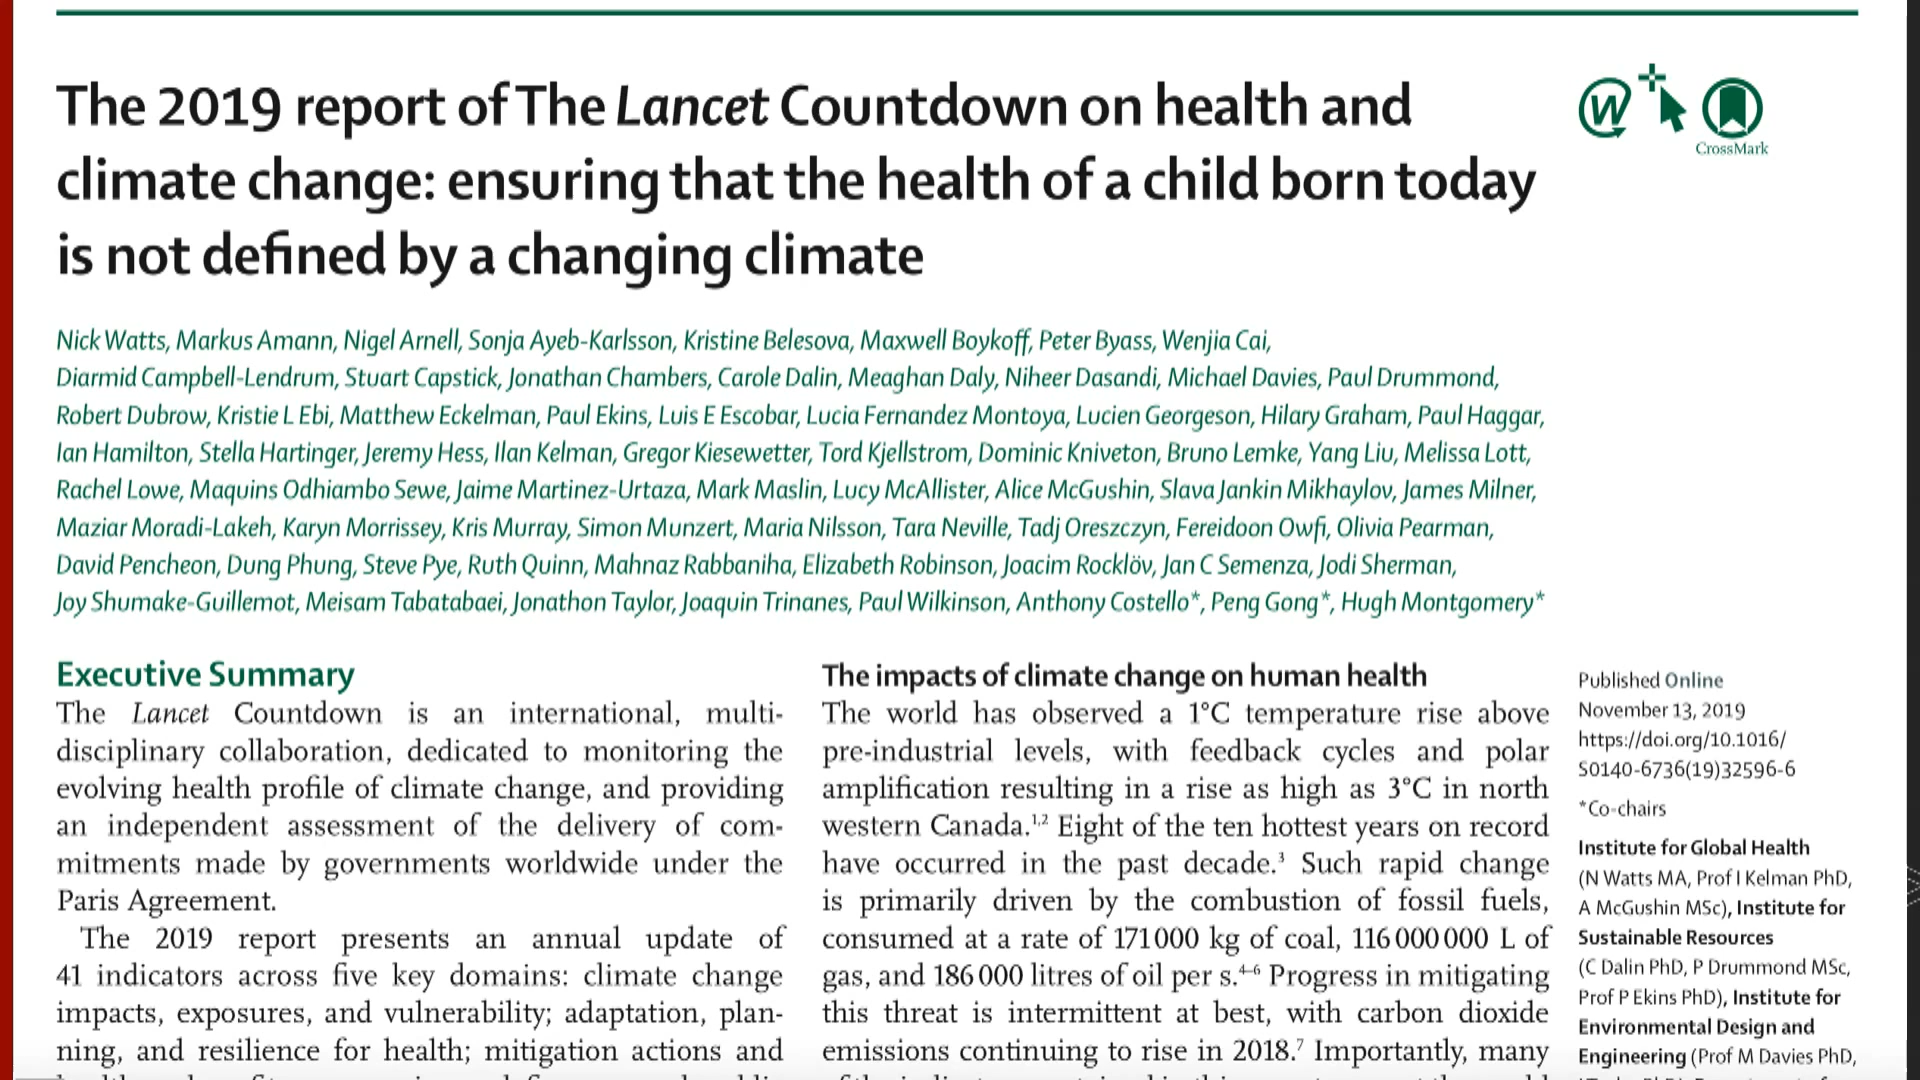 The 2019 report of The Lancet Countdown on health and
climate change: ensuring that the health of a child born today
is not defined by a changing climate
W
CrossMark
Nick Watts, Markus Amann, Nigel Arnell, Sonja Ayeb-Karlsson, Kristine Belesova, Maxwell Boykoff, Peter Byass, Wenjia Cai,
Diarmid Campbell-Lendrum, Stuart Capstick, Jonathan Chambers, Carole Dalin, Meaghan Daly, Niheer Dasandi, Michael Davies, Paul Drummond,
Robert Dubrow, Kristie L Ebi, Matthew Eckelman, Paul Ekins, Luis E Escobar, Lucia Fernandez Montoya, Lucien Georgeson, Hilary Graham, Paul Haggar,
Ian Hamilton, Stella Hartinger, Jeremy Hess, Ilan Kelman, Gregor Kiesewetter, Tord Kjellstrom, Dominic Kniveton, Bruno Lemke, Yang Liu, Melissa Lott,
Rachel Lowe, Maquins Odhiambo Sewe, Jaime Martinez-Urtaza, Mark Maslin, Lucy McAllister, Alice McGushin, Slava Jankin Mikhaylov, James Milner,
Maziar Moradi-Lakeh, Karyn Morrissey, Kris Murray, Simon Munzert, Maria Nilsson, Tara Neville, Tadj Oreszczyn, Fereidoon Owfi, Olivia Pearman,
David Pencheon, Dung Phung, Steve Pye, Ruth Quinn, Mahnaz Rabbaniha, Elizabeth Robinson, Joacim Rocklöv, Jan C Semenza, Jodi Sherman,
Joy Shumake-Guillemot, Meisam Tabatabaei, Jonathon Taylor, Joaquin Trinanes, Paul Wilkinson, Anthony Costello*, Peng Gong*, Hugh Montgomery*
Executive Summary
The Lancet Countdown is an international, multi-
disciplinary collaboration, dedicated to monitoring the
evolving health profile of climate change, and providing
an independent assessment of the delivery of com-
mitments made by governments worldwide under the
Paris Agreement.
The 2019 report presents an annual update of
41 indicators across five key domains: climate change
impacts, exposures, and vulnerability; adaptation, plan-
ning, and resilience for health; mitigation actions and
The impacts of climate change on human health
The world has observed a 1°C temperature rise above
pre-industrial levels, with feedback cycles and polar
amplification resulting in a rise as high as 3°C in north
western Canada.1,2 Eight of the ten hottest years on record
have occurred in the past decade.3 Such rapid change
is primarily driven by the combustion of fossil fuels,
consumed at a rate of 171 000 kg of coal, 116 000 000 L of
gas, and 186 000 litres of oil per s.4–6 Progress in mitigating
this threat is intermittent at best, with carbon dioxide
emissions continuing to rise in 2018.7 Importantly, many
Published Online
November 13, 2019
https://doi.org/10.1016/
S0140-6736(19)32596-6
*Co-chairs
Institute for Global Health
(N Watts MA, Prof I Kelman PhD,
A McGushin MSc), Institute for
Sustainable Resources
(C Dalin PhD, P Drummond MSc,
Prof P Ekins PhD), Institute for
Environmental Design and
Engineering (Prof M Davies PhD,